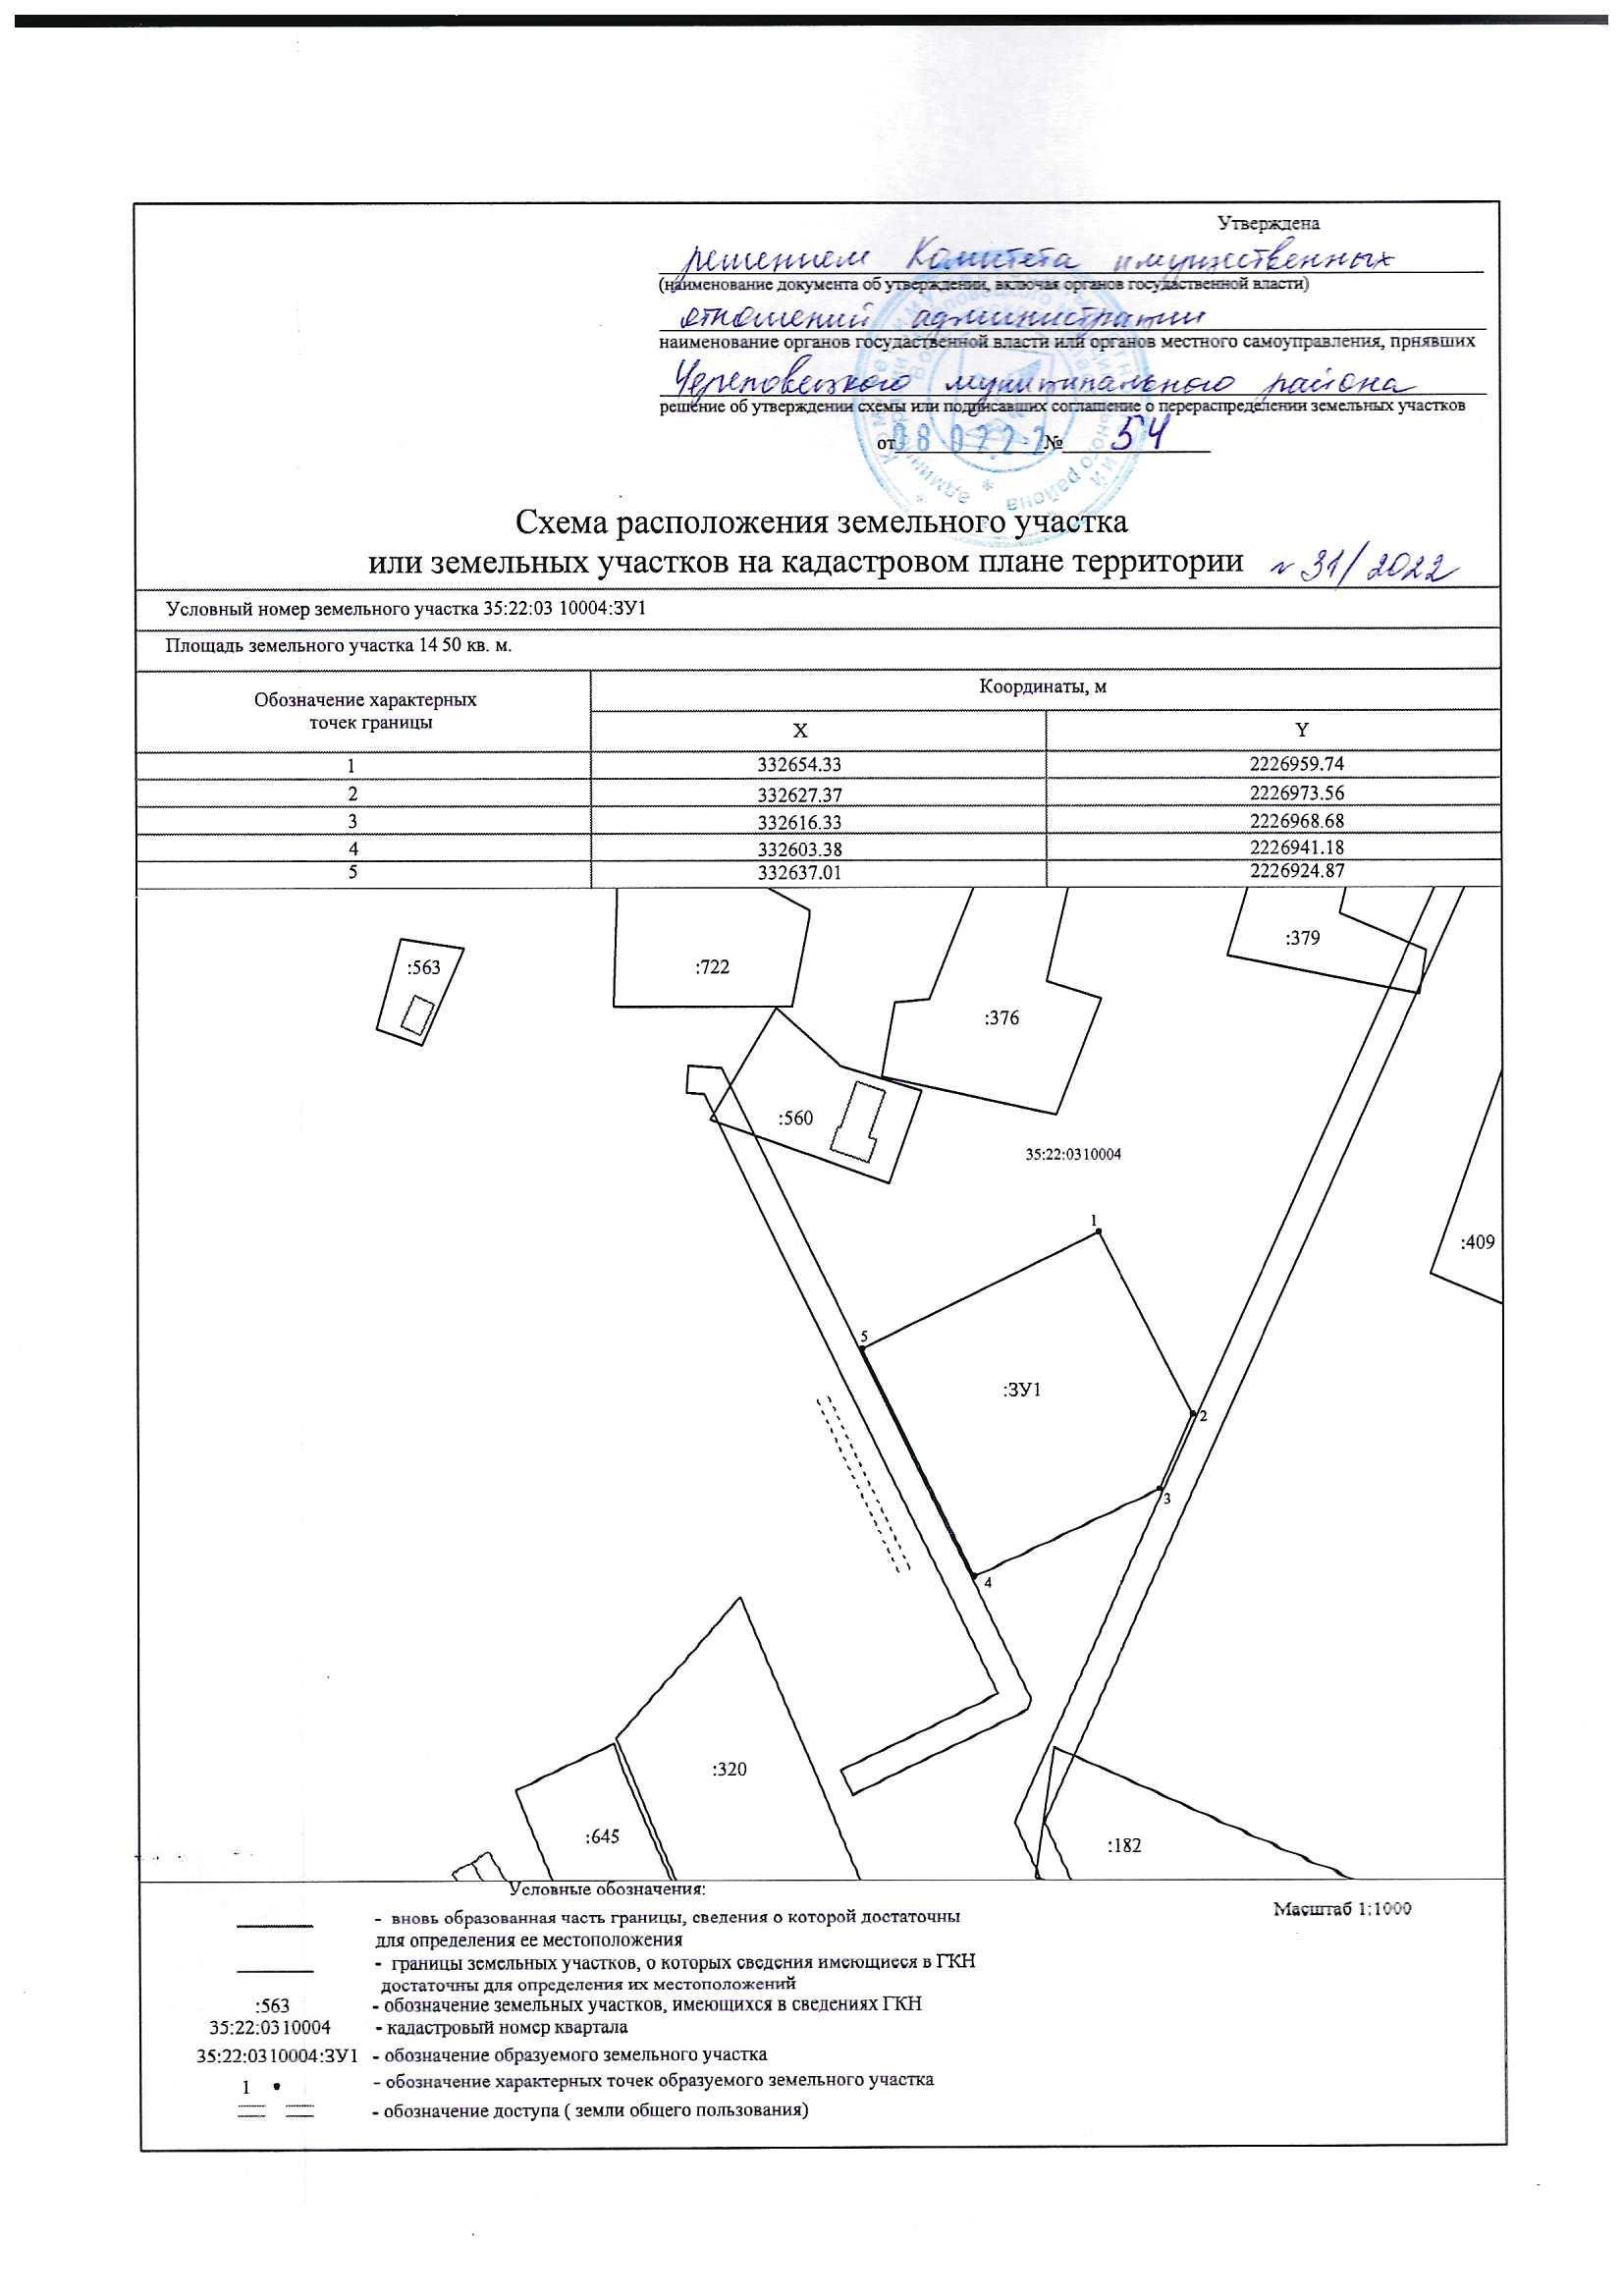 Утверждена
решением Комитета имущественных
(наименование документа об утверждении, включая органов государственной власти)
отношений администрации
наименование органов государственной власти или органов местного самоуправления, прнявших
Череповецкого муниципального района
решение об утверждении схемы или подписавших соглашение о перераспределении земельных участков
от 08 07 22 № 54
Схема расположения земельного участка
или земельных участков на кадастровом плане территории № 31/2022
Условный номер земельного участка 35:22:03 10004:ЗУ1
Площадь земельного участка 14 50 кв. м.
Обозначение характерных
точек границы
Координаты, м
X Y
1 332654.33 2226959.74
2 332627.37 2226973.56
3 332616.33 2226968.68
4 332603.38 2226941.18
5 332637.01 2226924.87
:379
:563
:722
:376
:560
35:22:0310004
1
:409
5
:ЗУ1
2
3
4
:320
:645
:182
Условные обозначения:
Масштаб 1:1000
- вновь образованная часть границы, сведения о которой достаточны
для определения ее местоположения
- границы земельных участков, о которых сведения имеющиеся в ГКН
достаточны для определения их местоположений
:563 - обозначение земельных участков, имеющихся в сведениях ГКН
35:22:0310004 - кадастровый номер квартала
35:22:0310004:ЗУ1 - обозначение образуемого земельного участка
1 • - обозначение характерных точек образуемого земельного участка
- обозначение доступа ( земли общего пользования)